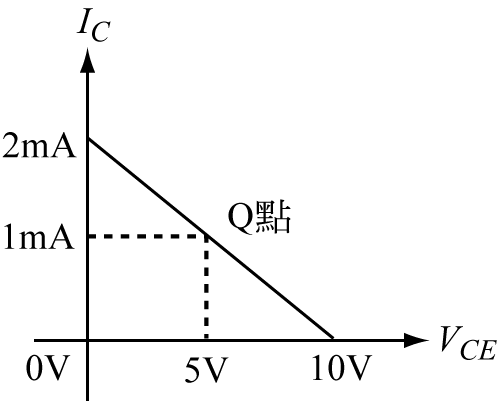 I_C
2mA
Q點
1mA
V_CE
0V
5V
10V